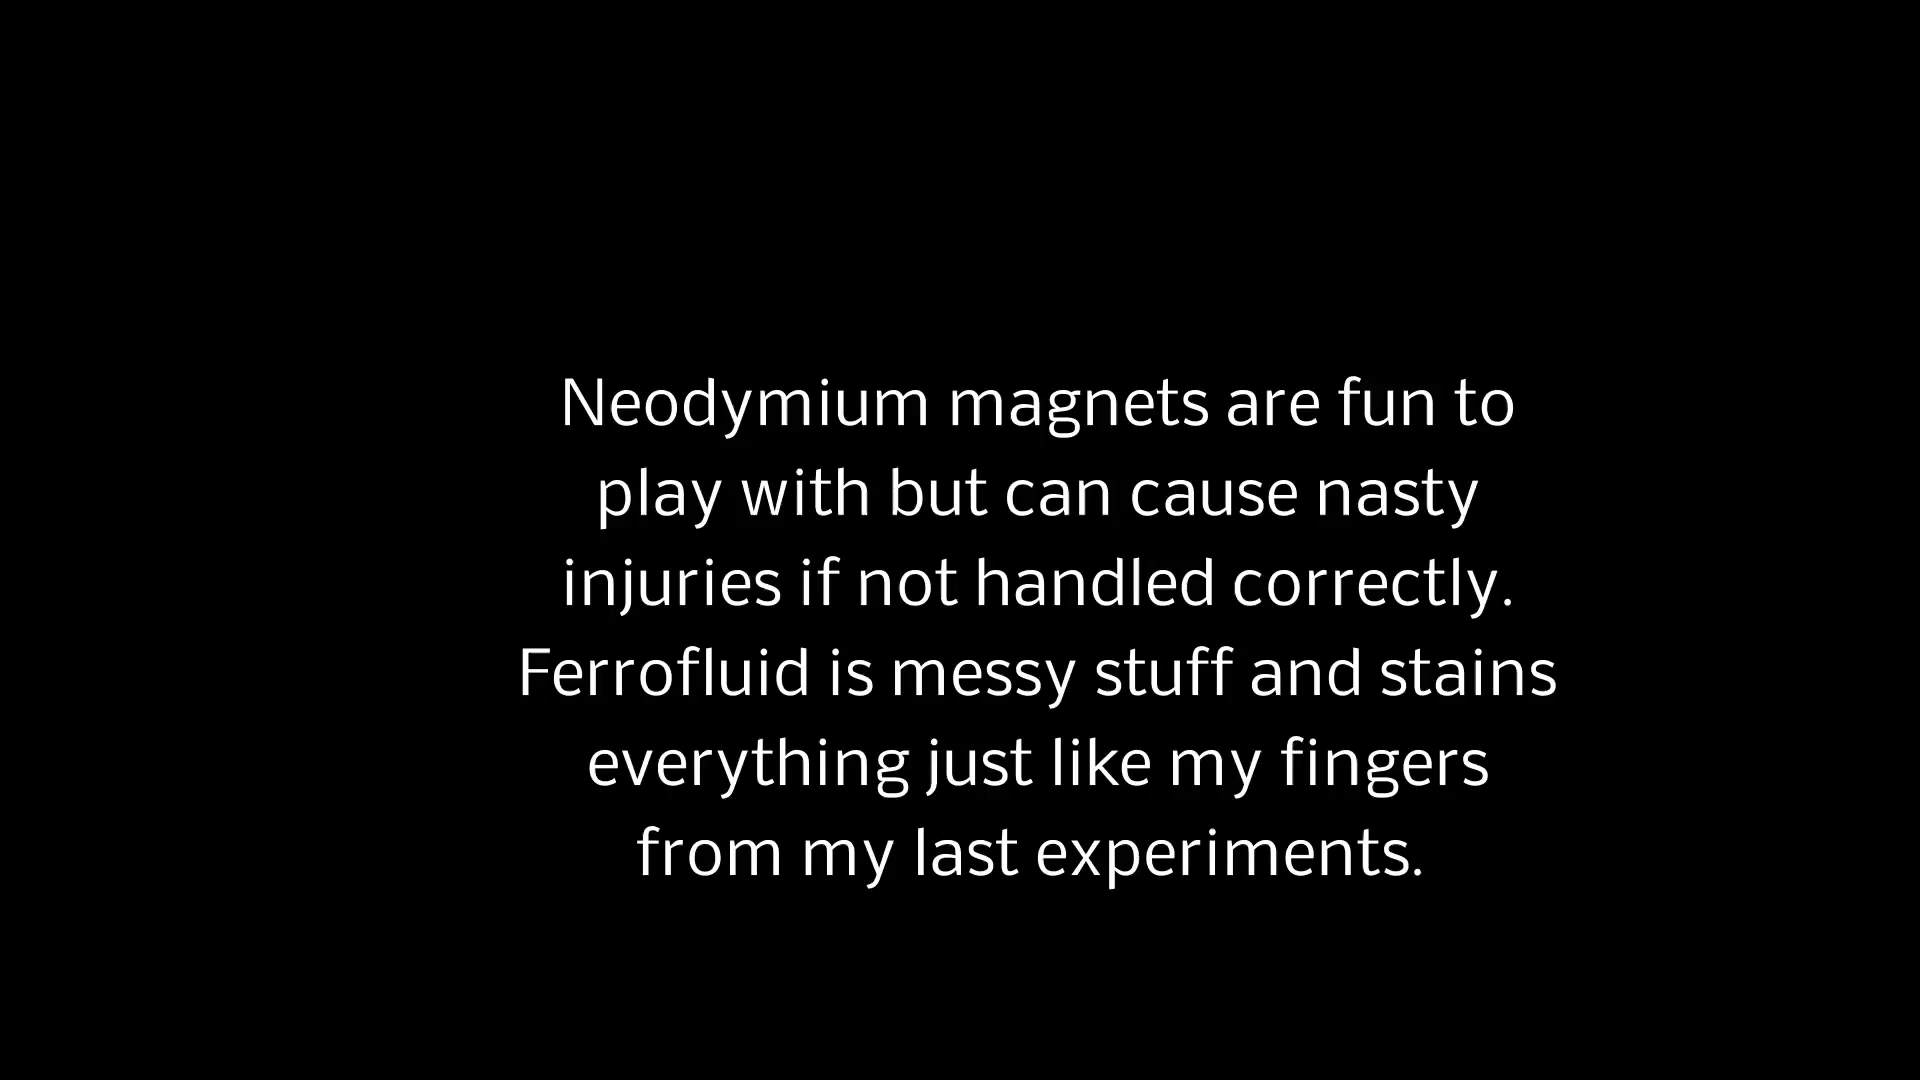 Neodymium magnets are fun to
play with but can cause nasty
injuries if not handled correctly.
Ferrofluid is messy stuff and stains
everything just like my fingers
from my last experiments.